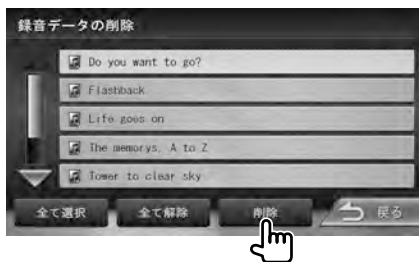 録音データの削除
Do you want to go?
Flashback
Life goes on
The memorys. A to Z
Tower to clear sky
全て選択 全て解除 削除 戻る